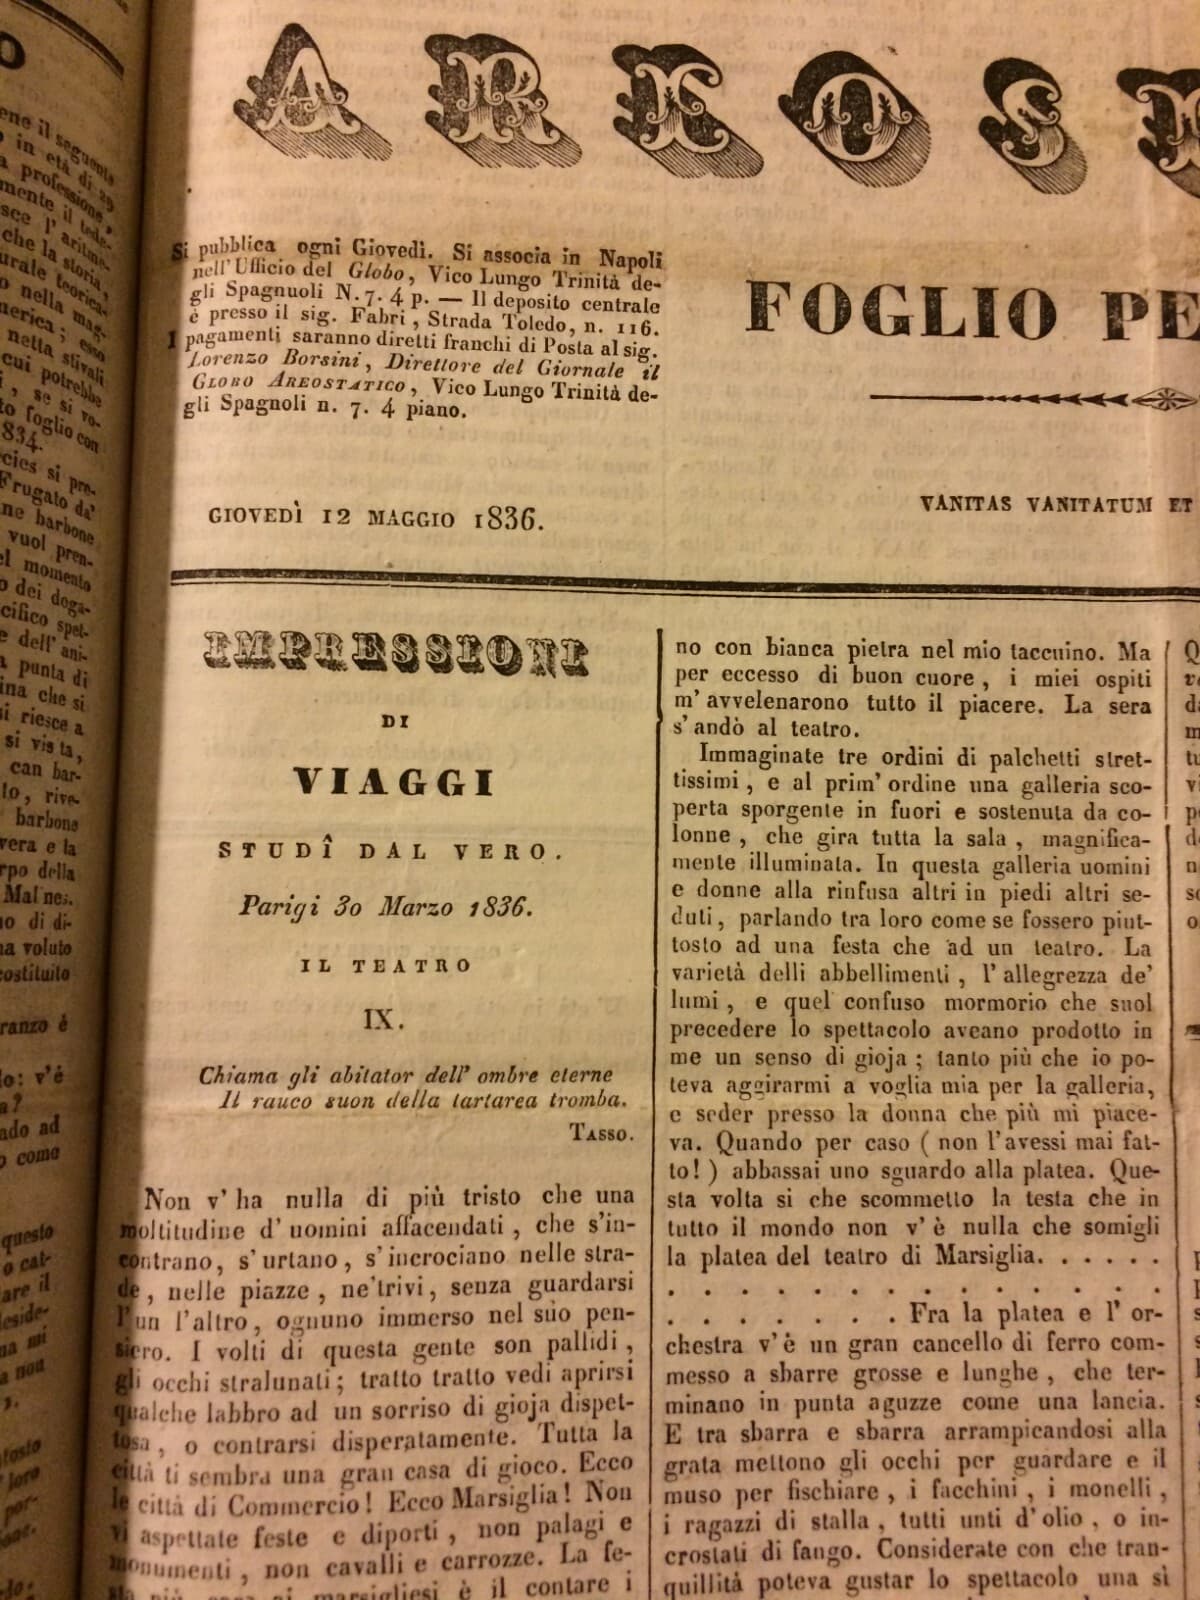 ARIOS
Si pubblica ogni Giovedì. Si associa in Napoli
nell'Ufficio del Globo, Vico Lungo Trinità de-
gli Spagnuoli N. 7. 4 p. — Il deposito centrale
è presso il sig. Fabri, Strada Toledo, n. 116.
I pagamenti saranno diretti franchi di Posta al sig.
Lorenzo Borsini, Direttore del Giornale il
GLOBO AREOSTATICO, Vico Lungo Trinità de-
gli Spagnoli n. 7. 4 piano.
FOGLIO PE
GIOVEDÌ 12 MAGGIO 1836.
VANITAS VANITATUM ET
IMPRESSIONI
DI
VIAGGI
STUDÎ DAL VERO.
Parigi 30 Marzo 1836.
IL TEATRO
IX.
Chiama gli abitator dell' ombre eterne
Il rauco suon della tartarea tromba.
TASSO.
Non v' ha nulla di più tristo che una
moltitudine d' uomini affacendati, che s'in-
contrano, s' urtano, s' incrociano nelle stra-
de, nelle piazze, ne'trivi, senza guardarsi
l'un l'altro, ognuno immerso nel suo pen-
siero. I volti di questa gente son pallidi,
gli occhi stralunati; tratto tratto vedi aprirsi
qualche labbro ad un sorriso di gioja dispet-
tosa, o contrarsi disperatamente. Tutta la
città ti sembra una gran casa di gioco. Ecco
le città di Commercio! Ecco Marsiglia! Non
vi aspettate feste e diporti, non palagi e
monumenti, non cavalli e carrozze. La fe-
sta più cara ai marsigliesi è il contare i
no con bianca pietra nel mio taccuino. Ma
per eccesso di buon cuore, i miei ospiti
m' avvelenarono tutto il piacere. La sera
s' andò al teatro.
Immaginate tre ordini di palchetti stret-
tissimi, e al prim' ordine una galleria sco-
perta sporgente in fuori e sostenuta da co-
lonne, che gira tutta la sala, magnifica-
mente illuminata. In questa galleria uomini
e donne alla rinfusa altri in piedi altri se-
duti, parlando tra loro come se fossero piut-
tosto ad una festa che ad un teatro. La
varietà delli abbellimenti, l' allegrezza de'
lumi, e quel confuso mormorio che suol
precedere lo spettacolo aveano prodotto in
me un senso di gioja; tanto più che io po-
teva aggirarmi a voglia mia per la galleria,
e seder presso la donna che più mi piace-
va. Quando per caso ( non l'avessi mai fat-
to! ) abbassai uno sguardo alla platea. Que-
sta volta si che scommetto la testa che in
tutto il mondo non v' è nulla che somigli
la platea del teatro di Marsiglia. . . . . .
. . . . . . . . . . . . . . .
. . . . . . . . Fra la platea e l' or-
chestra v' è un gran cancello di ferro com-
messo a sbarre grosse e lunghe, che ter-
minano in punta aguzze come una lancia.
E tra sbarra e sbarra arrampicandosi alla
grata mettono gli occhi per guardare e il
muso per fischiare, i facchini, i monelli,
i ragazzi di stalla, tutti unti d' olio, o in-
crostati di fango. Considerate con che tran-
quillità poteva gustar lo spettacolo una sì